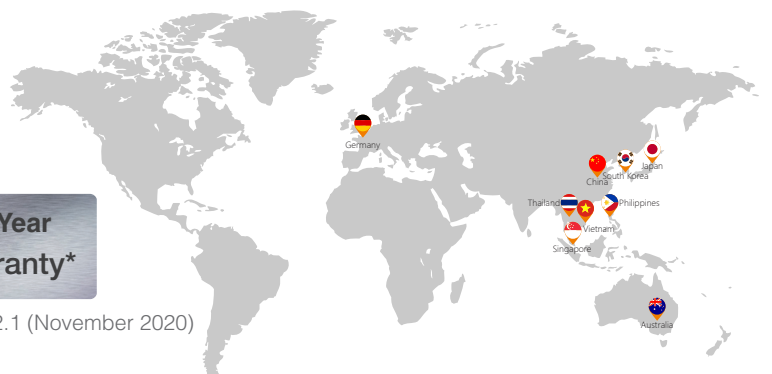 Germany
Japan
South Korea
China
Thailand
Philippines
Vietnam
Singapore
Year
ranty*
2.1 (November 2020)
Australia